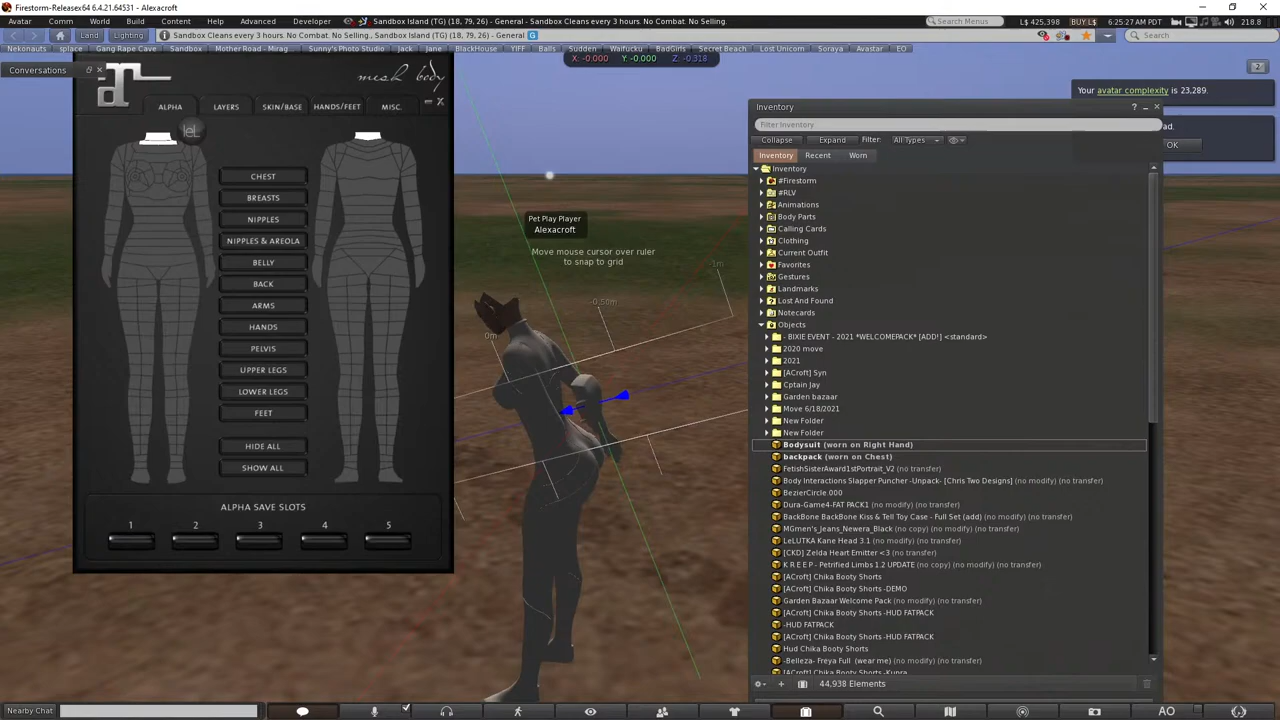 Firestorm-Releasex64 6.4.21.64531 - Alexacroft
Avatar Comm World Build Content Help Advanced Developer Sandbox Island (TG) (18, 79, 26) - General - Sandbox Cleans every 3 hours. No Combat. No Selling. Search Menus L$ 425,398 BUY L$ 6:25:27 AM PDT 218.8
Land Lighting Sandbox Cleans every 3 hours. No Combat. No Selling., Sandbox Island (TG) (18, 79, 26) - General G Search
Nekonauts splace Gang Rape Cave Sandbox Mother Road - Mirag Sunny's Photo Studio Jack Jane BlackHouse YIFF Balls Sudden Walfucku BadGirls Secret Beach Lost Unicorn Soraya Avastar EO
X: -0.000 Y: -0.000 Z: -0.318
Conversations
mesh body
ALPHA LAYERS SKIN/BASE HANDS/FEET MISC.
lel
CHEST
BREASTS
NIPPLES
NIPPLES & AREOLA
BELLY
BACK
ARMS
HANDS
PELVIS
UPPER LEGS
LOWER LEGS
FEET
HIDE ALL
SHOW ALL
ALPHA SAVE SLOTS
1 2 3 4 5
Pet Play Player
Alexacroft
Move mouse cursor over ruler
to snap to grid
-1m
-0.50m
0m
Your avatar complexity is 23,289.
ad.
OK
Inventory
Filter Inventory
Collapse Expand Filter: All Types
Inventory Recent Worn
Inventory
#Firestorm
#RLV
Animations
Body Parts
Calling Cards
Clothing
Current Outfit
Favorites
Gestures
Landmarks
Lost And Found
Notecards
Objects
- BIXIE EVENT - 2021 *WELCOMEPACK* [ADD!] <standard>
2020 move
2021
[ACroft] Syn
Cptain Jay
Garden bazaar
Move 6/18/2021
New Folder
New Folder
Bodysuit (worn on Right Hand)
backpack (worn on Chest)
FetishSisterAward1stPortrait_V2 (no transfer)
Body Interactions Slapper Puncher -Unpack- [Chris Two Designs] (no modify) (no transfer)
BezierCircle.000
Dura-Game4-FAT PACK1 (no modify) (no transfer)
BackBone BackBone Kiss & Tell Toy Case - Full Set (add) (no modify) (no transfer)
MGmen's_Jeans_Newera_Black (no copy) (no modify) (no transfer)
LeLUTKA Kane Head 3.1 (no modify) (no transfer)
[CKD] Zelda Heart Emitter <3 (no transfer)
K R E E P - Petrified Limbs 1.2 UPDATE (no copy) (no modify) (no transfer)
[ACroft] Chika Booty Shorts
[ACroft] Chika Booty Shorts -DEMO
Garden Bazaar Welcome Pack (no modify) (no transfer)
[ACroft] Chika Booty Shorts -HUD FATPACK
-HUD FATPACK
[ACroft] Chika Booty Shorts -HUD FATPACK
Hud Chika Booty Shorts
-Belleza- Freya Full (wear me) (no modify) (no transfer)
[ACroft] Chika Booty Shorts -Kupra
44,938 Elements
Nearby Chat AO